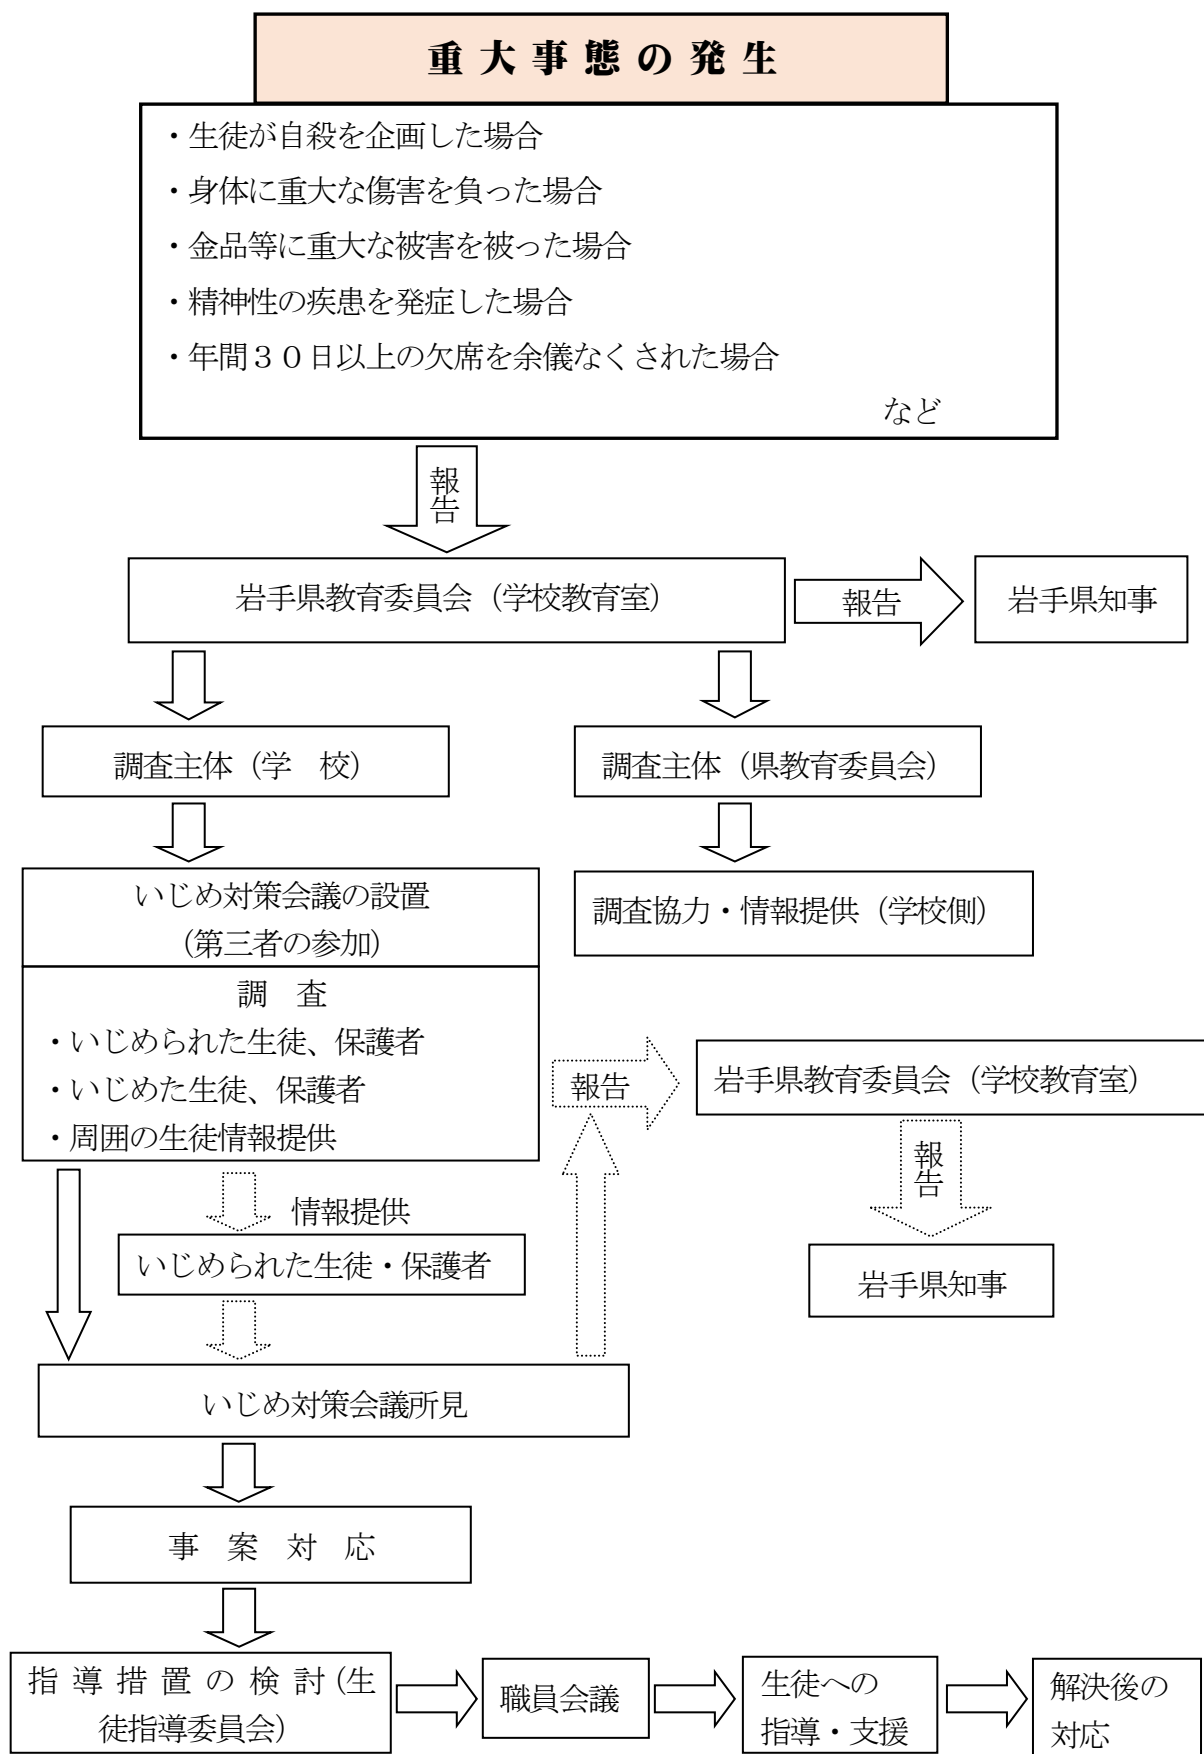 重大事態の発生
・生徒が自殺を企画した場合
・身体に重大な傷害を負った場合
・金品等に重大な被害を被った場合
・精神性の疾患を発症した場合
・年間３０日以上の欠席を余儀なくされた場合
など
報告
岩手県教育委員会（学校教育室）
報告
岩手県知事
調査主体（学　校）
調査主体（県教育委員会）
いじめ対策会議の設置
（第三者の参加）
調査協力・情報提供（学校側）
調　査
・いじめられた生徒、保護者
・いじめた生徒、保護者
・周囲の生徒情報提供
報告
岩手県教育委員会（学校教育室）
報告
岩手県知事
情報提供
いじめられた生徒・保護者
いじめ対策会議所見
事　案　対　応
指導措置の検討（生
徒指導委員会）
職員会議
生徒への
指導・支援
解決後の
対応